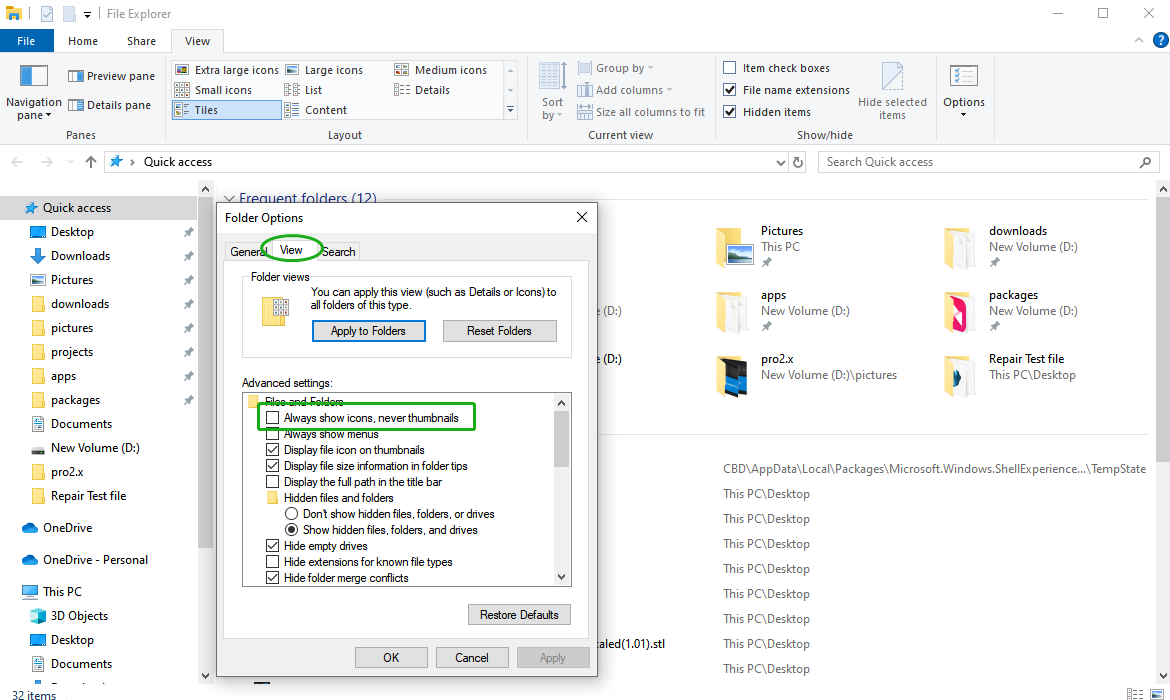 File Explorer
File Home Share View
Navigation pane
Preview pane
Details pane
Panes
Extra large icons Large icons Medium icons
Small icons List Details
Tiles Content
Layout
Sort by
Group by
Add columns
Size all columns to fit
Current view
Item check boxes
File name extensions
Hidden items
Hide selected items
Show/hide
Options
Quick access
Search Quick access
Quick access
Desktop
Downloads
Pictures
downloads
pictures
projects
apps
packages
Documents
New Volume (D:)
pro2.x
Repair Test file
OneDrive
OneDrive - Personal
This PC
3D Objects
Desktop
Documents
32 items
Frequent folders (12)
Folder Options
General View Search
Folder views
You can apply this view (such as Details or Icons) to
all folders of this type.
Apply to Folders Reset Folders
Advanced settings:
Files and Folders
Always show icons, never thumbnails
Always show menus
Display file icon on thumbnails
Display file size information in folder tips
Display the full path in the title bar
Hidden files and folders
Don't show hidden files, folders, or drives
Show hidden files, folders, and drives
Hide empty drives
Hide extensions for known file types
Hide folder merge conflicts
Restore Defaults
OK Cancel Apply
e (D:)
e (D:)
Pictures
This PC
downloads
New Volume (D:)
apps
New Volume (D:)
packages
New Volume (D:)
pro2.x
New Volume (D:)\pictures
Repair Test file
This PC\Desktop
CBD\AppData\Local\Packages\Microsoft.Windows.ShellExperience...\TempState
This PC\Desktop
This PC\Desktop
This PC\Desktop
This PC\Desktop
This PC\Desktop
This PC\Desktop
caled(1.01).stl This PC\Desktop
This PC\Desktop